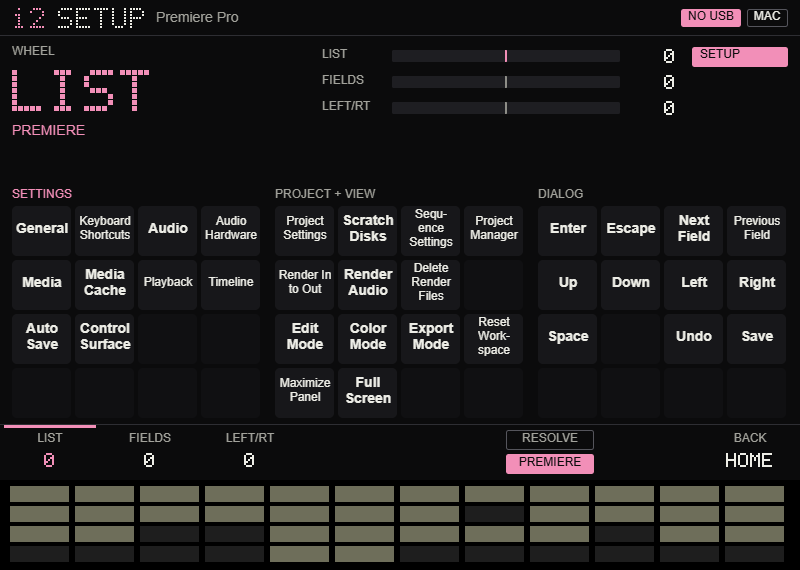 i2 SETUP Premiere Pro NO USB MAC
WHEEL
LIST
PREMIERE
LIST 0 SETUP
FIELDS 0
LEFT/RT 0
SETTINGS
General Keyboard Shortcuts Audio Audio Hardware
Media Media Cache Playback Timeline
Auto Save Control Surface
PROJECT + VIEW
Project Settings Scratch Disks Sequ-ence Settings Project Manager
Render In to Out Render Audio Delete Render Files
Edit Mode Color Mode Export Mode Reset Work-space
Maximize Panel Full Screen
DIALOG
Enter Escape Next Field Previous Field
Up Down Left Right
Space Undo Save
LIST FIELDS LEFT/RT RESOLVE BACK
0 0 0 PREMIERE HOME